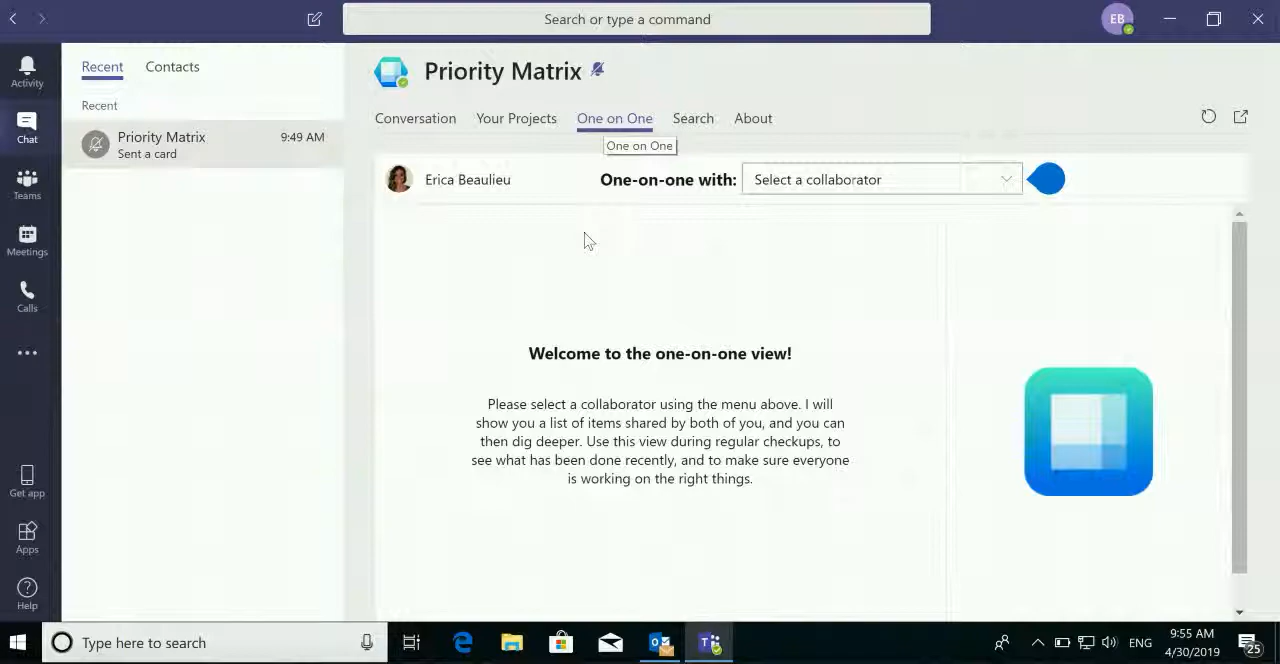 Search or type a command
EB
Activity
Chat
Teams
Meetings
Calls
Get app
Apps
Help
Recent
Contacts
Recent
Priority Matrix
9:49 AM
Sent a card
Priority Matrix
Conversation
Your Projects
One on One
Search
About
One on One
Erica Beaulieu
One-on-one with:
Select a collaborator
Welcome to the one-on-one view!
Please select a collaborator using the menu above. I will
show you a list of items shared by both of you, and you can
then dig deeper. Use this view during regular checkups, to
see what has been done recently, and to make sure everyone
is working on the right things.
Type here to search
ENG
9:55 AM
4/30/2019
25